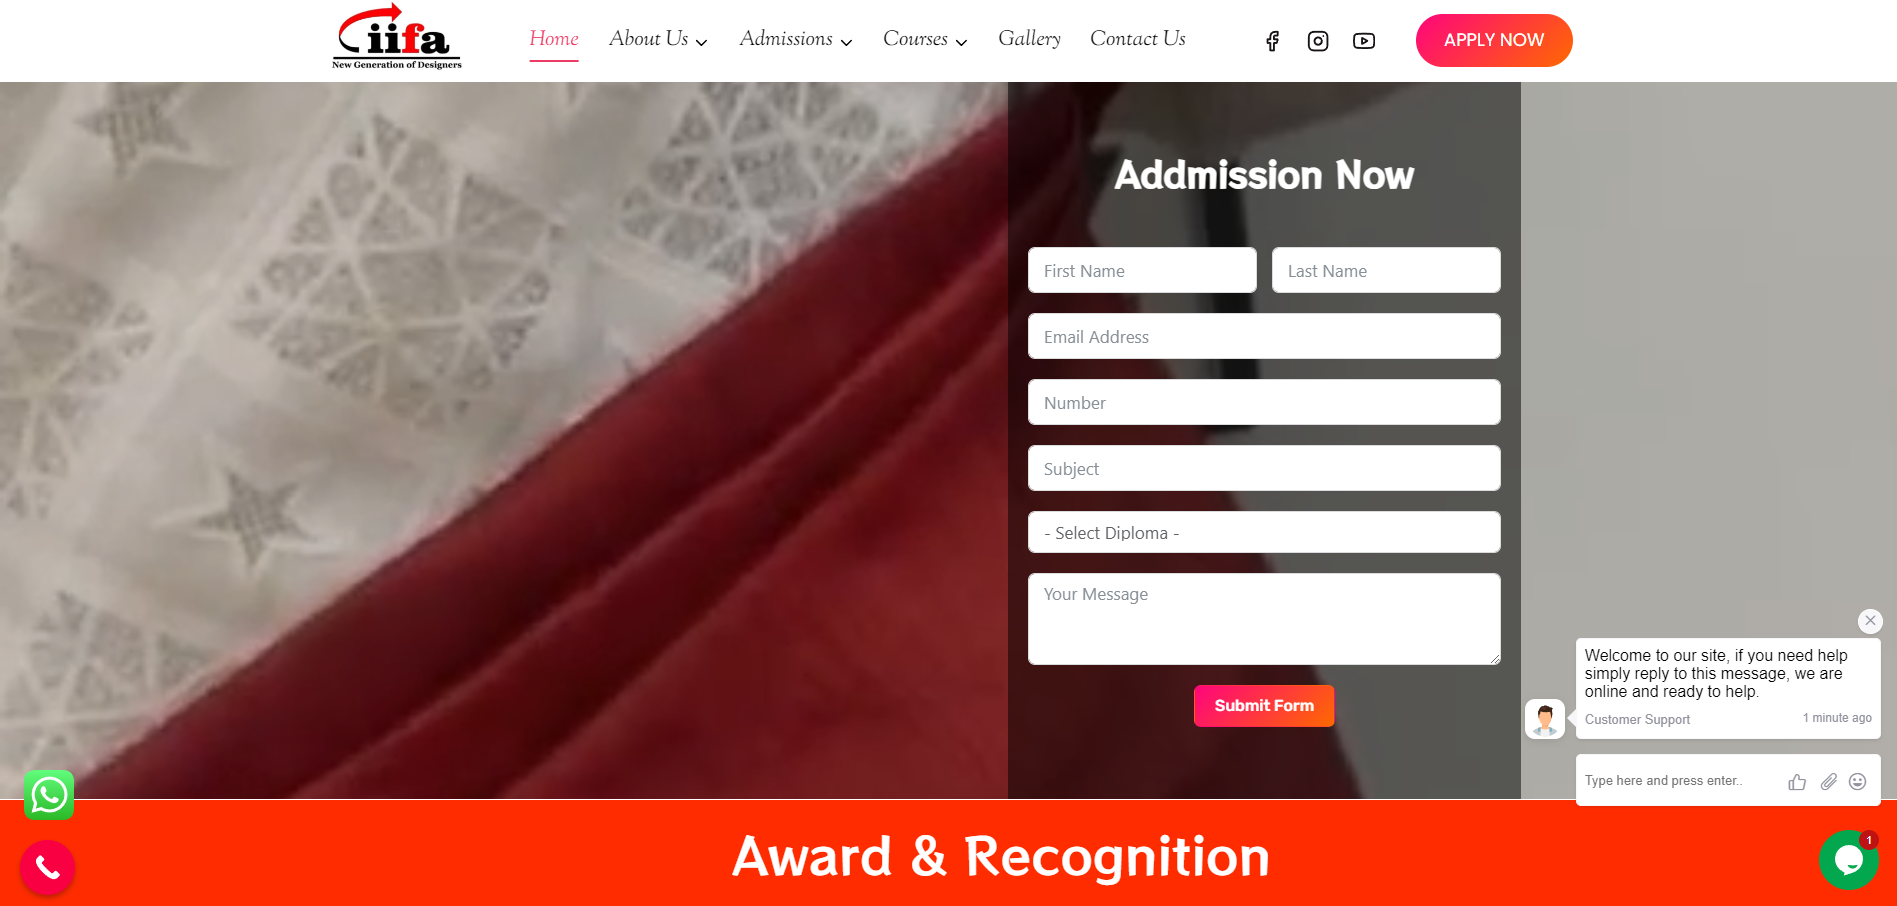 iifa
New Generation of Designers
Home
About Us
Admissions
Courses
Gallery
Contact Us
APPLY NOW
Addmission Now
First Name
Last Name
Email Address
Number
Subject
- Select Diploma -
Your Message
Submit Form
Welcome to our site, if you need help
simply reply to this message, we are
online and ready to help.
Customer Support
1 minute ago
Type here and press enter..
Award & Recognition
1